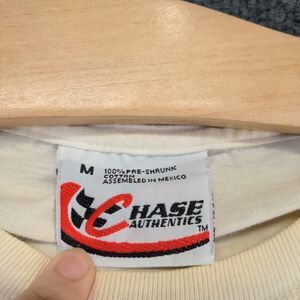 M 100% PRE-SHRUNK
COTTON
ASSEMBLED IN MEXICO
CHASE
AUTHENTICS
TM